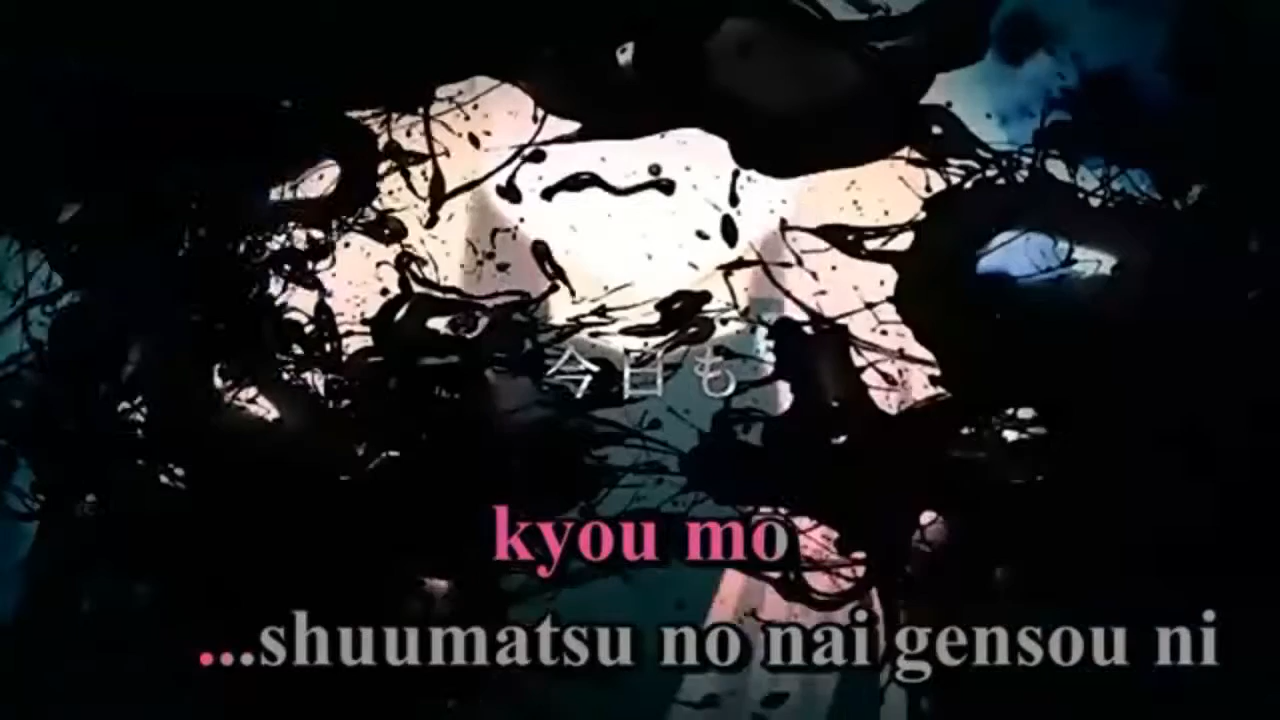 今日も
kyou mo
...shuumatsu no nai gensou ni